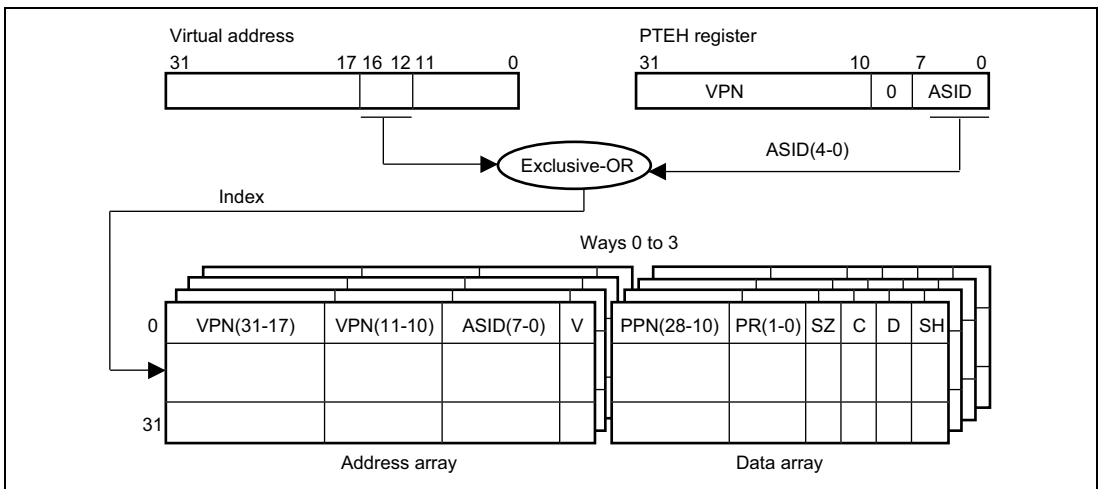 Virtual address
PTEH register
31 17 16 12 11 0
31 10 7 0
VPN 0 ASID
Exclusive-OR
ASID(4-0)
Index
Ways 0 to 3
0 VPN(31-17) VPN(11-10) ASID(7-0) V PPN(28-10) PR(1-0) SZ C D SH
31
Address array
Data array